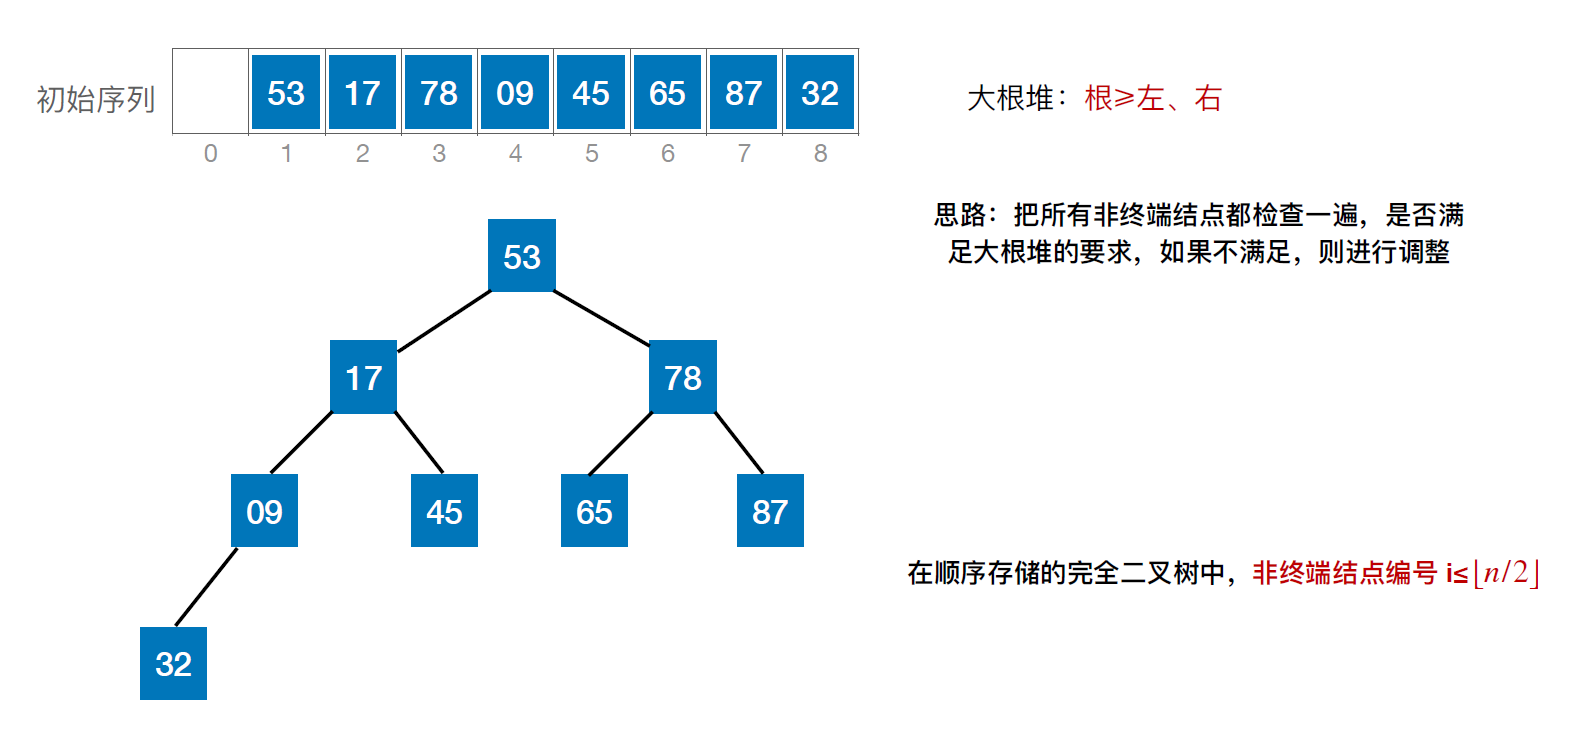 初始序列 53 17 78 09 45 65 87 32
0 1 2 3 4 5 6 7 8
大根堆：根≥左、右
思路：把所有非终端结点都检查一遍，是否满
足大根堆的要求，如果不满足，则进行调整
53
17 78
09 45 65 87
在顺序存储的完全二叉树中，非终端结点编号 i≤⌊n/2⌋
32